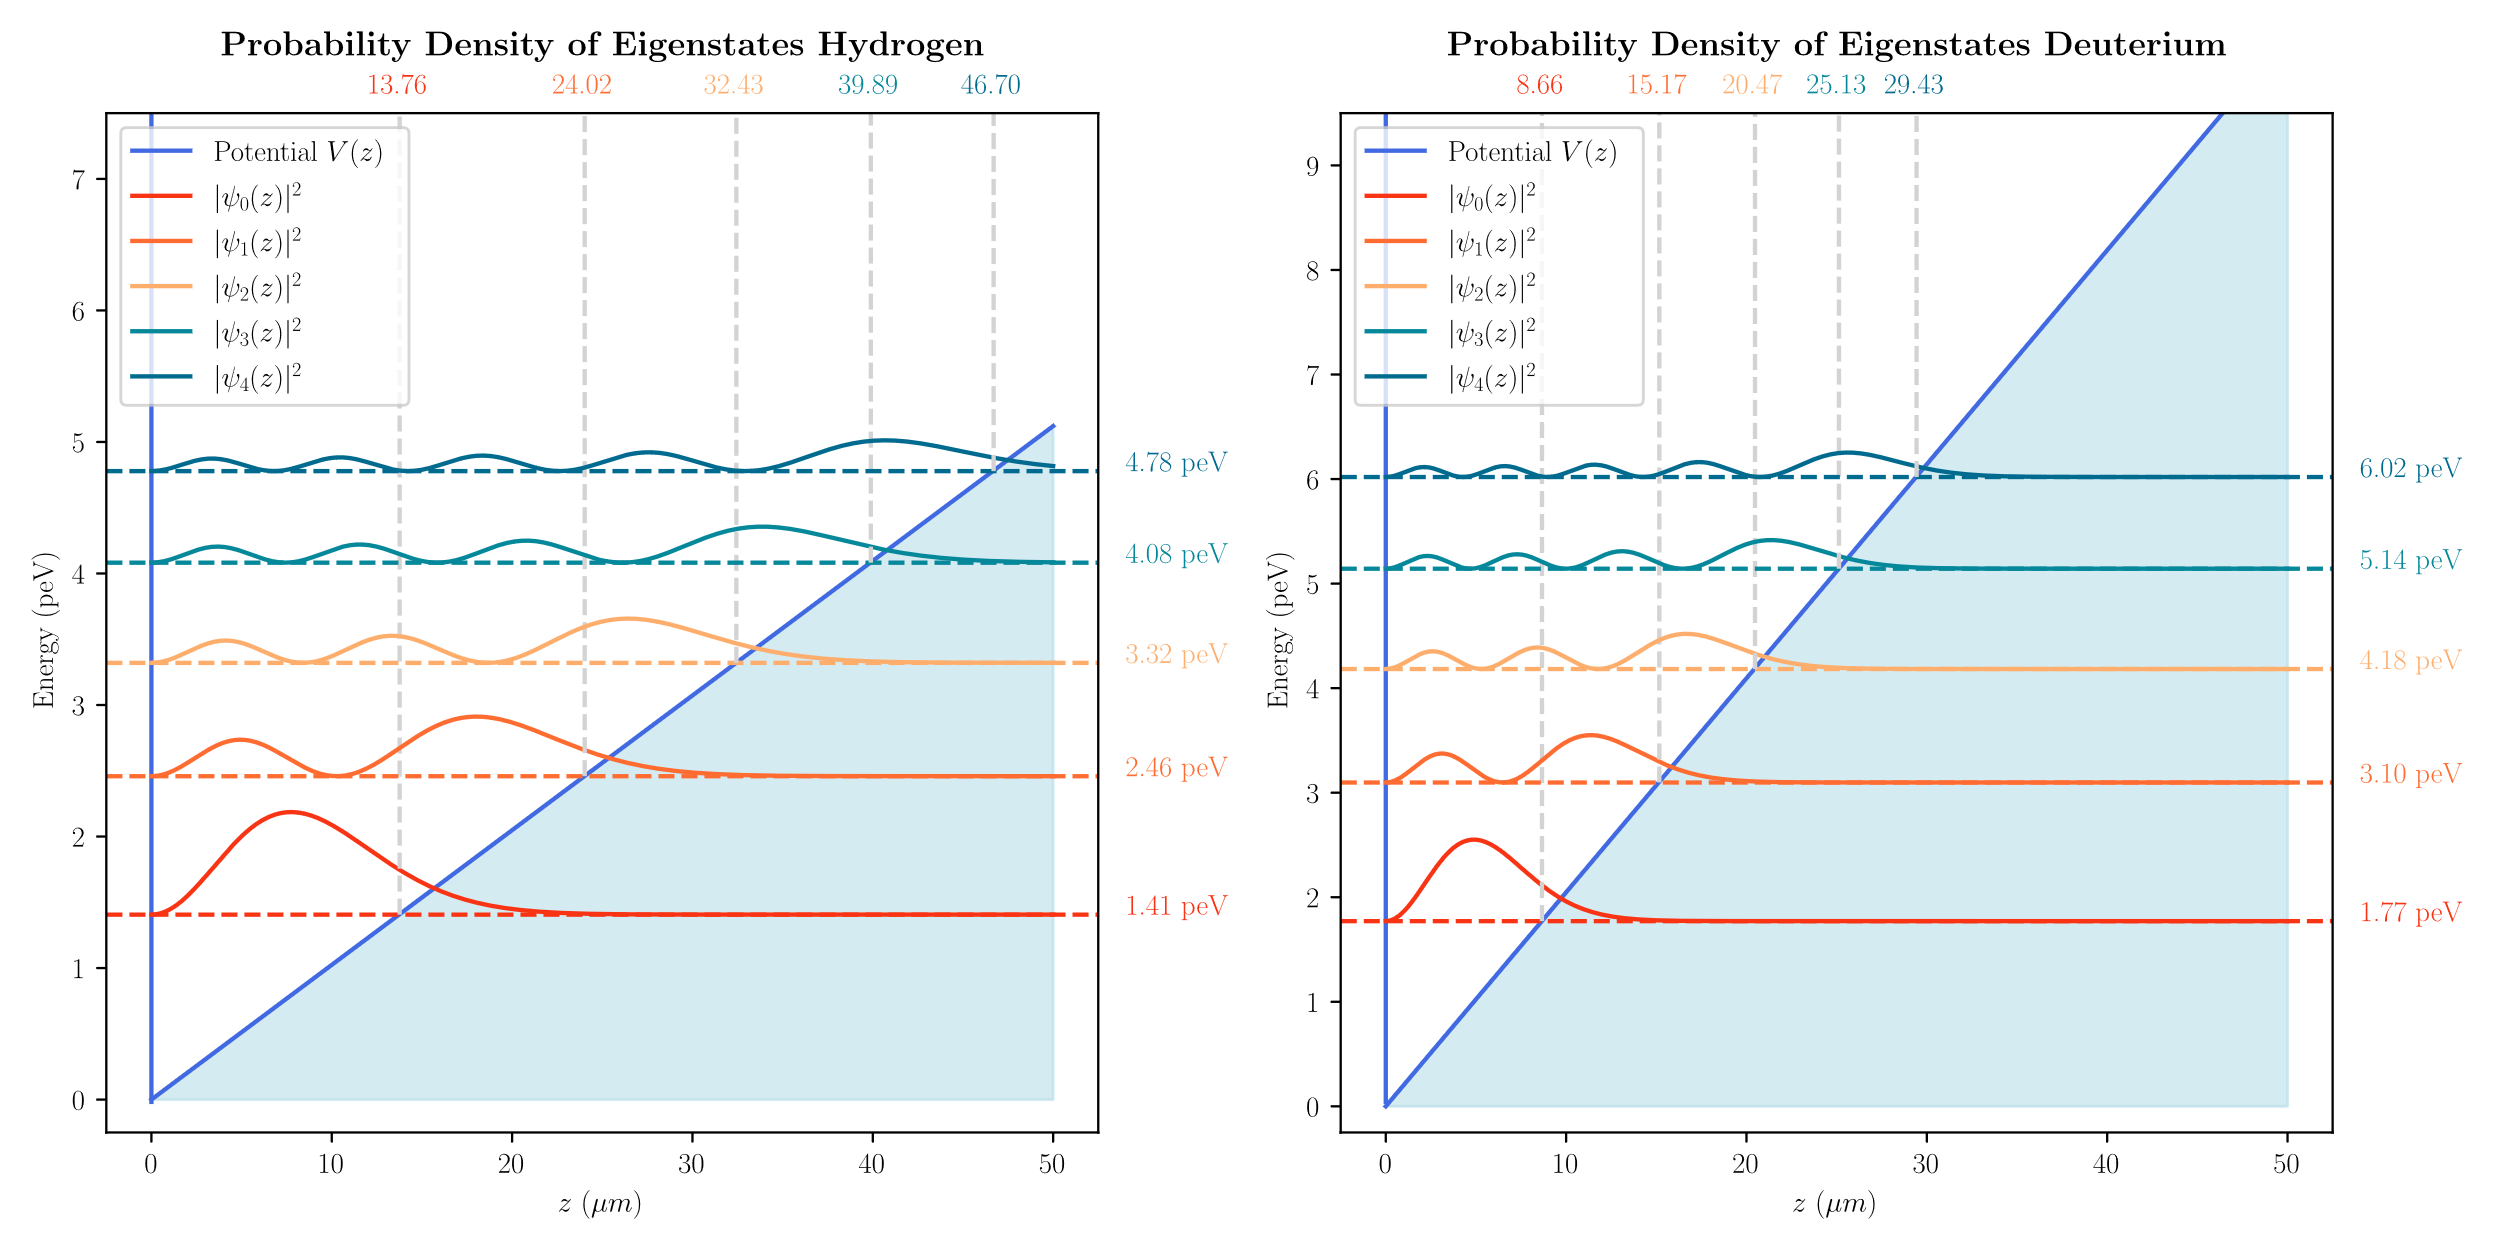 Probability Density of Eigenstates Hydrogen
13.76 24.02 32.43 39.89 46.70
Potential V(z)
|ψ0(z)|²
|ψ1(z)|²
|ψ2(z)|²
|ψ3(z)|²
|ψ4(z)|²
7
6
5
4
3
2
1
0
Energy (peV)
4.78 peV
4.08 peV
3.32 peV
2.46 peV
1.41 peV
0 10 20 30 40 50
z (μm)
Probability Density of Eigenstates Deuterium
8.66 15.17 20.47 25.13 29.43
Potential V(z)
|ψ0(z)|²
|ψ1(z)|²
|ψ2(z)|²
|ψ3(z)|²
|ψ4(z)|²
9
8
7
6
5
4
3
2
1
0
Energy (peV)
6.02 peV
5.14 peV
4.18 peV
3.10 peV
1.77 peV
0 10 20 30 40 50
z (μm)